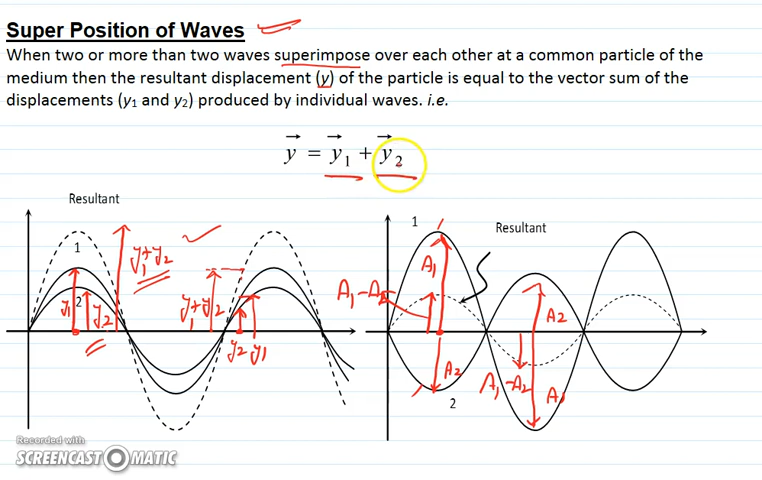 Super Position of Waves
When two or more than two waves superimpose over each other at a common particle of the
medium then the resultant displacement (y) of the particle is equal to the vector sum of the
displacements (y₁ and y₂) produced by individual waves. i.e.
y⃗ = y⃗₁ + y⃗₂
Resultant
1
2
y₁
y₂
y₁+y₂
y₁+y₂
y₂ y₁
1
Resultant
A₁
A₁-A₂
A₂
2
A₂
A₁-A₂
A₁
Recorded with
SCREENCAST O MATIC